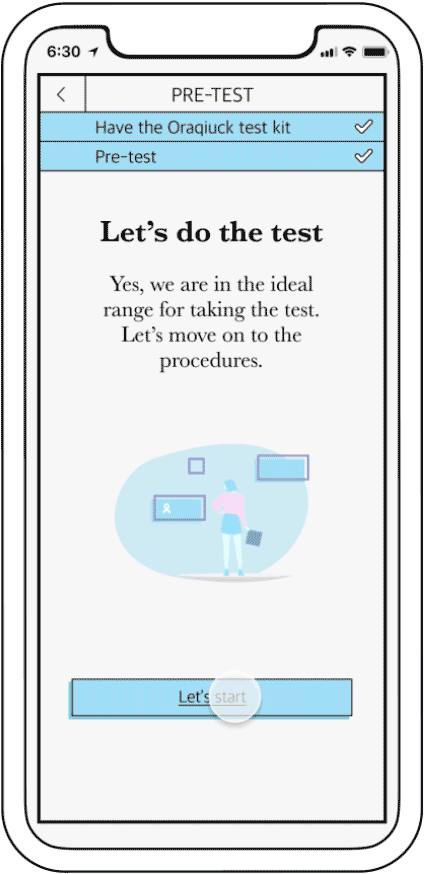 6:30
PRE-TEST
Have the Oraqiuck test kit
Pre-test
Let's do the test
Yes, we are in the ideal
range for taking the test.
Let's move on to the
procedures.
Let's start